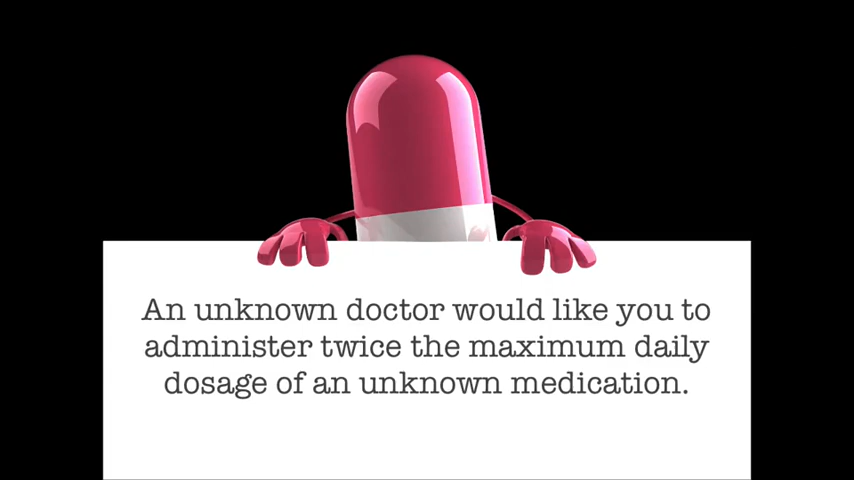 An unknown doctor would like you to
administer twice the maximum daily
dosage of an unknown medication.